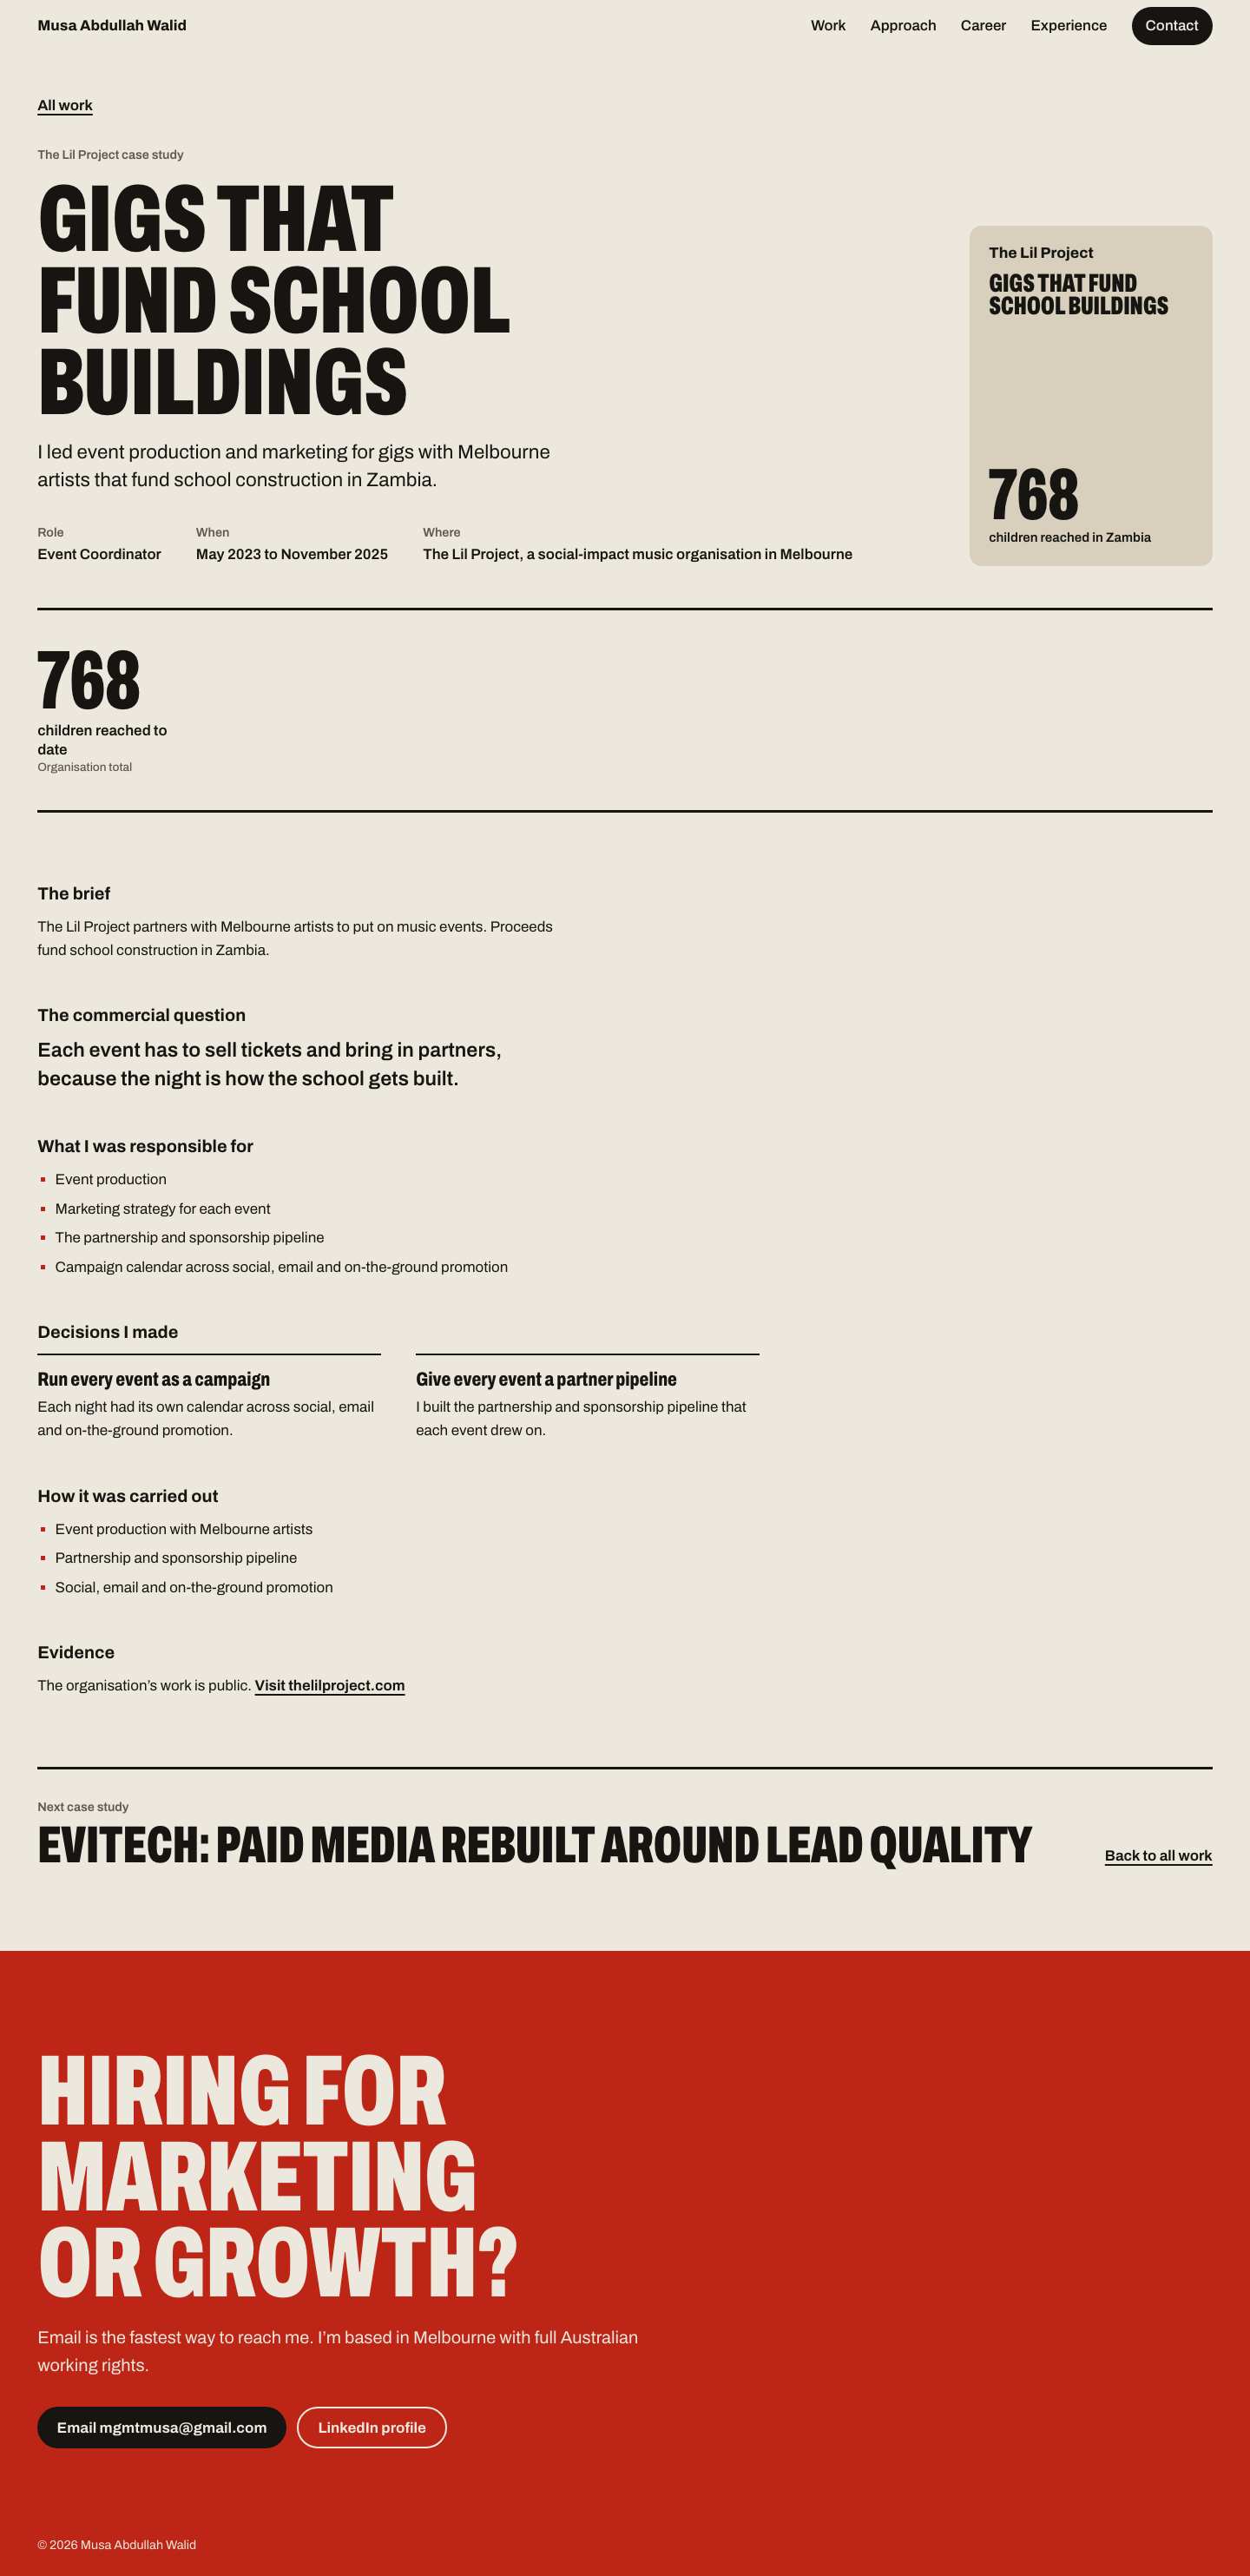 Musa Abdullah Walid
Work Approach Career Experience Contact
All work
The Lil Project case study
GIGS THAT
FUND SCHOOL
BUILDINGS
I led event production and marketing for gigs with Melbourne
artists that fund school construction in Zambia.
Role
Event Coordinator
When
May 2023 to November 2025
Where
The Lil Project, a social-impact music organisation in Melbourne
The Lil Project
GIGS THAT FUND
SCHOOL BUILDINGS
768
children reached in Zambia
768
children reached to
date
Organisation total
The brief
The Lil Project partners with Melbourne artists to put on music events. Proceeds
fund school construction in Zambia.
The commercial question
Each event has to sell tickets and bring in partners,
because the night is how the school gets built.
What I was responsible for
Event production
Marketing strategy for each event
The partnership and sponsorship pipeline
Campaign calendar across social, email and on-the-ground promotion
Decisions I made
Run every event as a campaign
Each night had its own calendar across social, email
and on-the-ground promotion.
Give every event a partner pipeline
I built the partnership and sponsorship pipeline that
each event drew on.
How it was carried out
Event production with Melbourne artists
Partnership and sponsorship pipeline
Social, email and on-the-ground promotion
Evidence
The organisation’s work is public. Visit thelilproject.com
Next case study
EVITECH: PAID MEDIA REBUILT AROUND LEAD QUALITY
Back to all work
HIRING FOR
MARKETING
OR GROWTH?
Email is the fastest way to reach me. I’m based in Melbourne with full Australian
working rights.
Email mgmtmusa@gmail.com
LinkedIn profile
© 2026 Musa Abdullah Walid